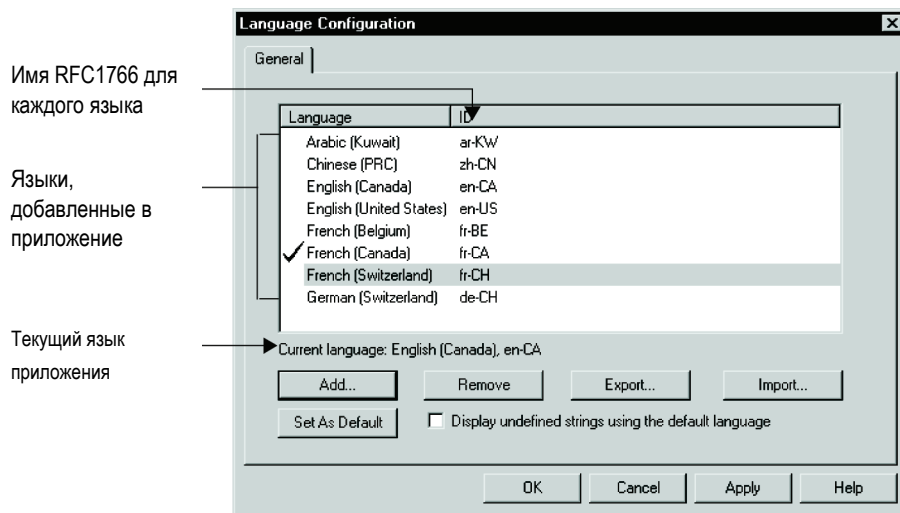 Language Configuration
General
Имя RFC1766 для
каждого языка
Language ID
Arabic (Kuwait) ar-KW
Chinese (PRC) zh-CN
English (Canada) en-CA
English (United States) en-US
French (Belgium) fr-BE
French (Canada) fr-CA
French (Switzerland) fr-CH
German (Switzerland) de-CH
Языки,
добавленные в
приложение
Текущий язык
приложения
Current language: English (Canada), en-CA
Add... Remove Export... Import...
Set As Default Display undefined strings using the default language
OK Cancel Apply Help